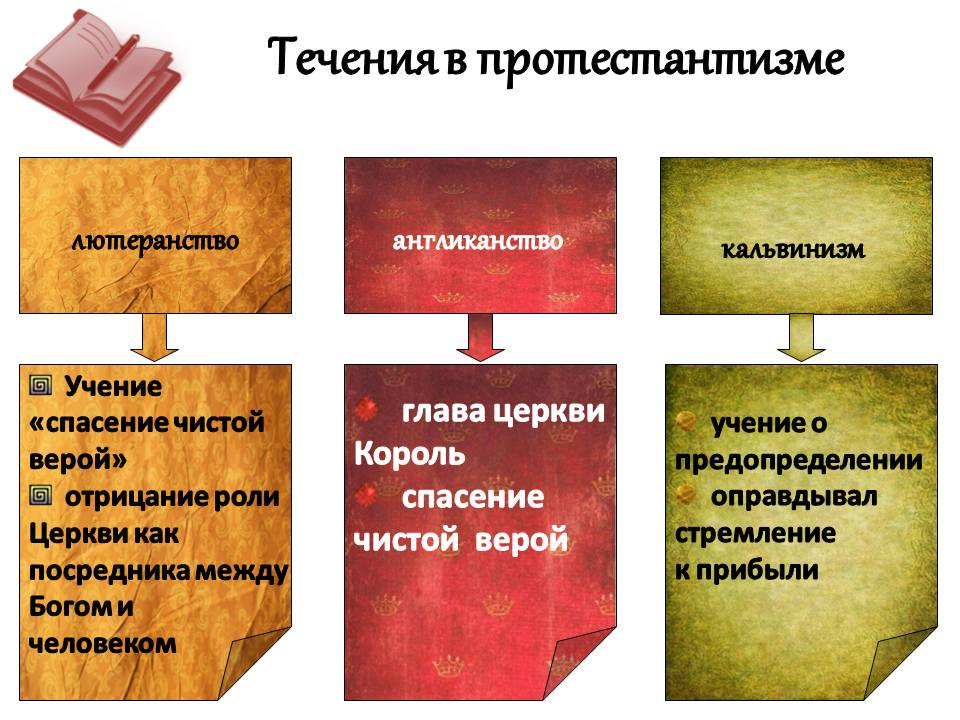 Течения в протестантизме
лютеранство
англиканство
кальвинизм
Учение
«спасение чистой
верой»
отрицание роли
Церкви как
посредника между
Богом и
человеком
глава церкви
Король
спасение
чистой верой
учение о
предопределении
оправдывал
стремление
к прибыли